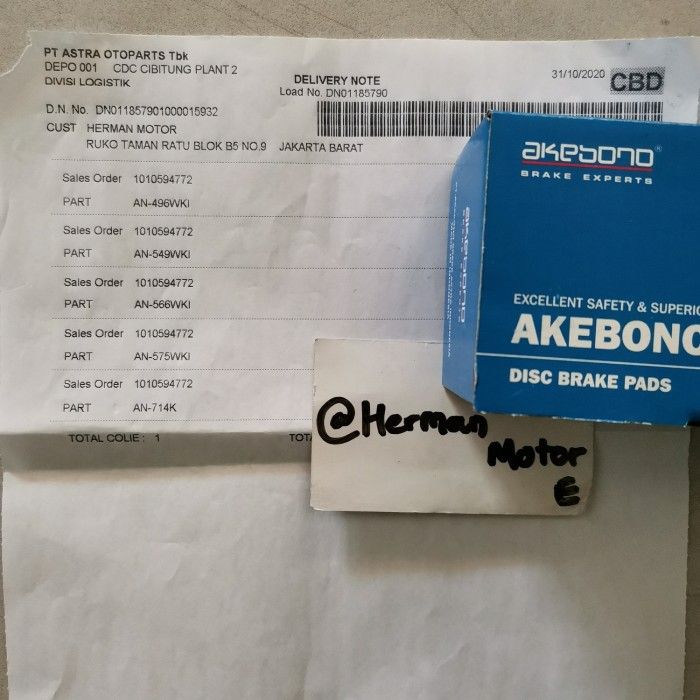 PT ASTRA OTOPARTS Tbk
DEPO 001 CDC CIBITUNG PLANT 2
DIVISI LOGISTIK
DELIVERY NOTE
31/10/2020 CBD
Load No. DN01185790
D.N. No. DN011857901000015932
CUST HERMAN MOTOR
RUKO TAMAN RATU BLOK B5 NO.9 JAKARTA BARAT
Sales Order 1010594772
PART AN-496WKI
Sales Order 1010594772
PART AN-549WKI
Sales Order 1010594772
PART AN-566WKI
Sales Order 1010594772
PART AN-575WKI
Sales Order 1010594772
PART AN-714K
TOTAL COLIE : 1 TOTA
akebono®
BRAKE EXPERTS
EXCELLENT SAFETY & SUPERIO
AKEBONO
DISC BRAKE PADS
akebono
@Herman
Motor
E